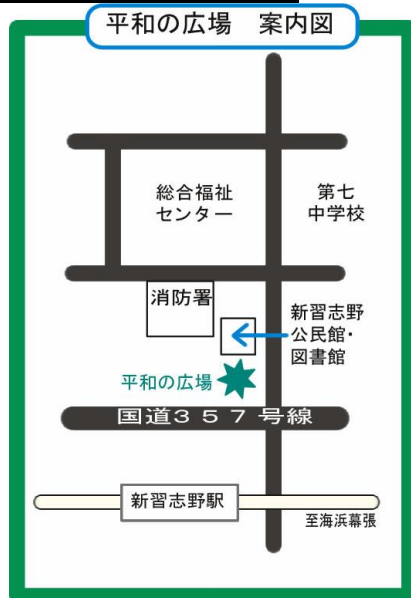 平和の広場　案内図
総合福祉
センター
第七
中学校
消防署
新習志野
公民館・
図書館
平和の広場
国道３５７号線
新習志野駅
至海浜幕張